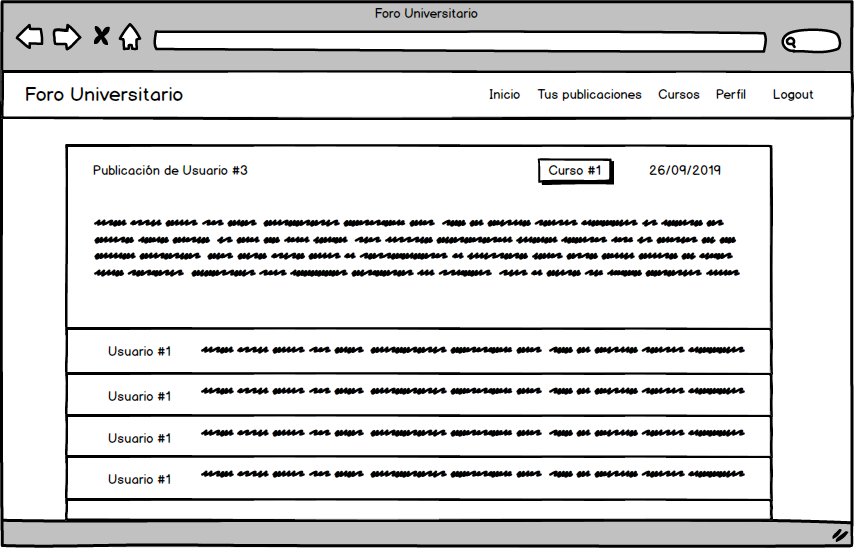 Foro Universitario
Foro Universitario Inicio Tus publicaciones Cursos Perfil Logout
Publicación de Usuario #3 Curso #1 26/09/2019
Usuario #1
Usuario #1
Usuario #1
Usuario #1